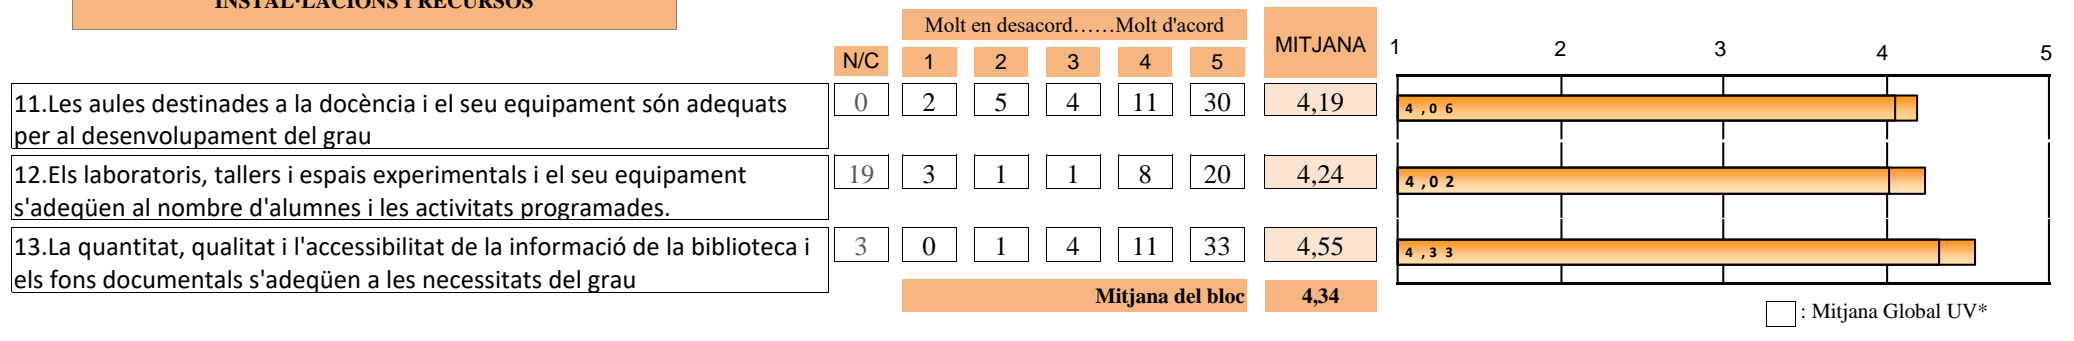 INSTAL·LACIONS I RECURSOS
Molt en desacord……Molt d'acord
MITJANA
N/C 1 2 3 4 5
1 2 3 4 5
11.Les aules destinades a la docència i el seu equipament són adequats
per al desenvolupament del grau
0 2 5 4 11 30 4,19
4,06
12.Els laboratoris, tallers i espais experimentals i el seu equipament
s'adeqüen al nombre d'alumnes i les activitats programades.
19 3 1 1 8 20 4,24
4,02
13.La quantitat, qualitat i l'accessibilitat de la informació de la biblioteca i
els fons documentals s'adeqüen a les necessitats del grau
3 0 1 4 11 33 4,55
4,33
Mitjana del bloc 4,34
: Mitjana Global UV*